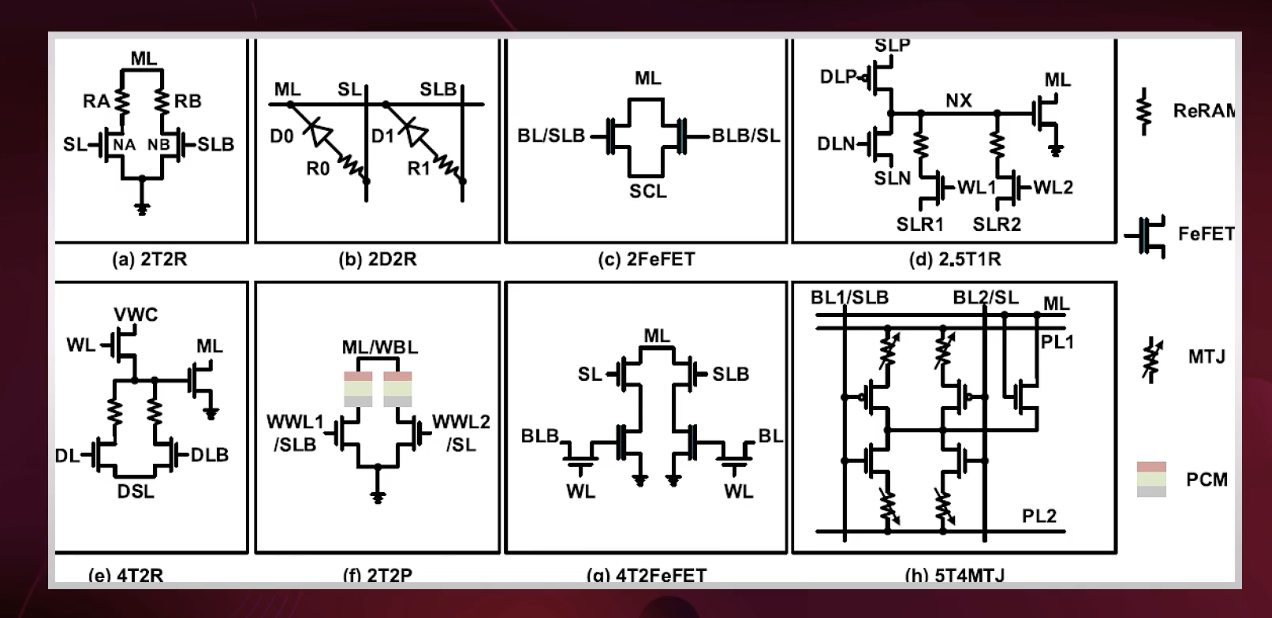 ML
RA
RB
SL
NA
NB
SLB
(a) 2T2R
ML
SL
SLB
D0
D1
R0
R1
(b) 2D2R
ML
BL/SLB
BLB/SL
SCL
(c) 2FeFET
SLP
DLP
NX
ML
DLN
SLN
WL1
WL2
SLR1
SLR2
(d) 2.5T1R
ReRAM
FeFET
MTJ
PCM
VWC
WL
ML
DL
DLB
DSL
(e) 4T2R
ML/WBL
WWL1
/SLB
WWL2
/SL
(f) 2T2P
ML
SL
SLB
BLB
BL
WL
WL
(g) 4T2FeFET
BL1/SLB
BL2/SL
ML
PL1
PL2
(h) 5T4MTJ